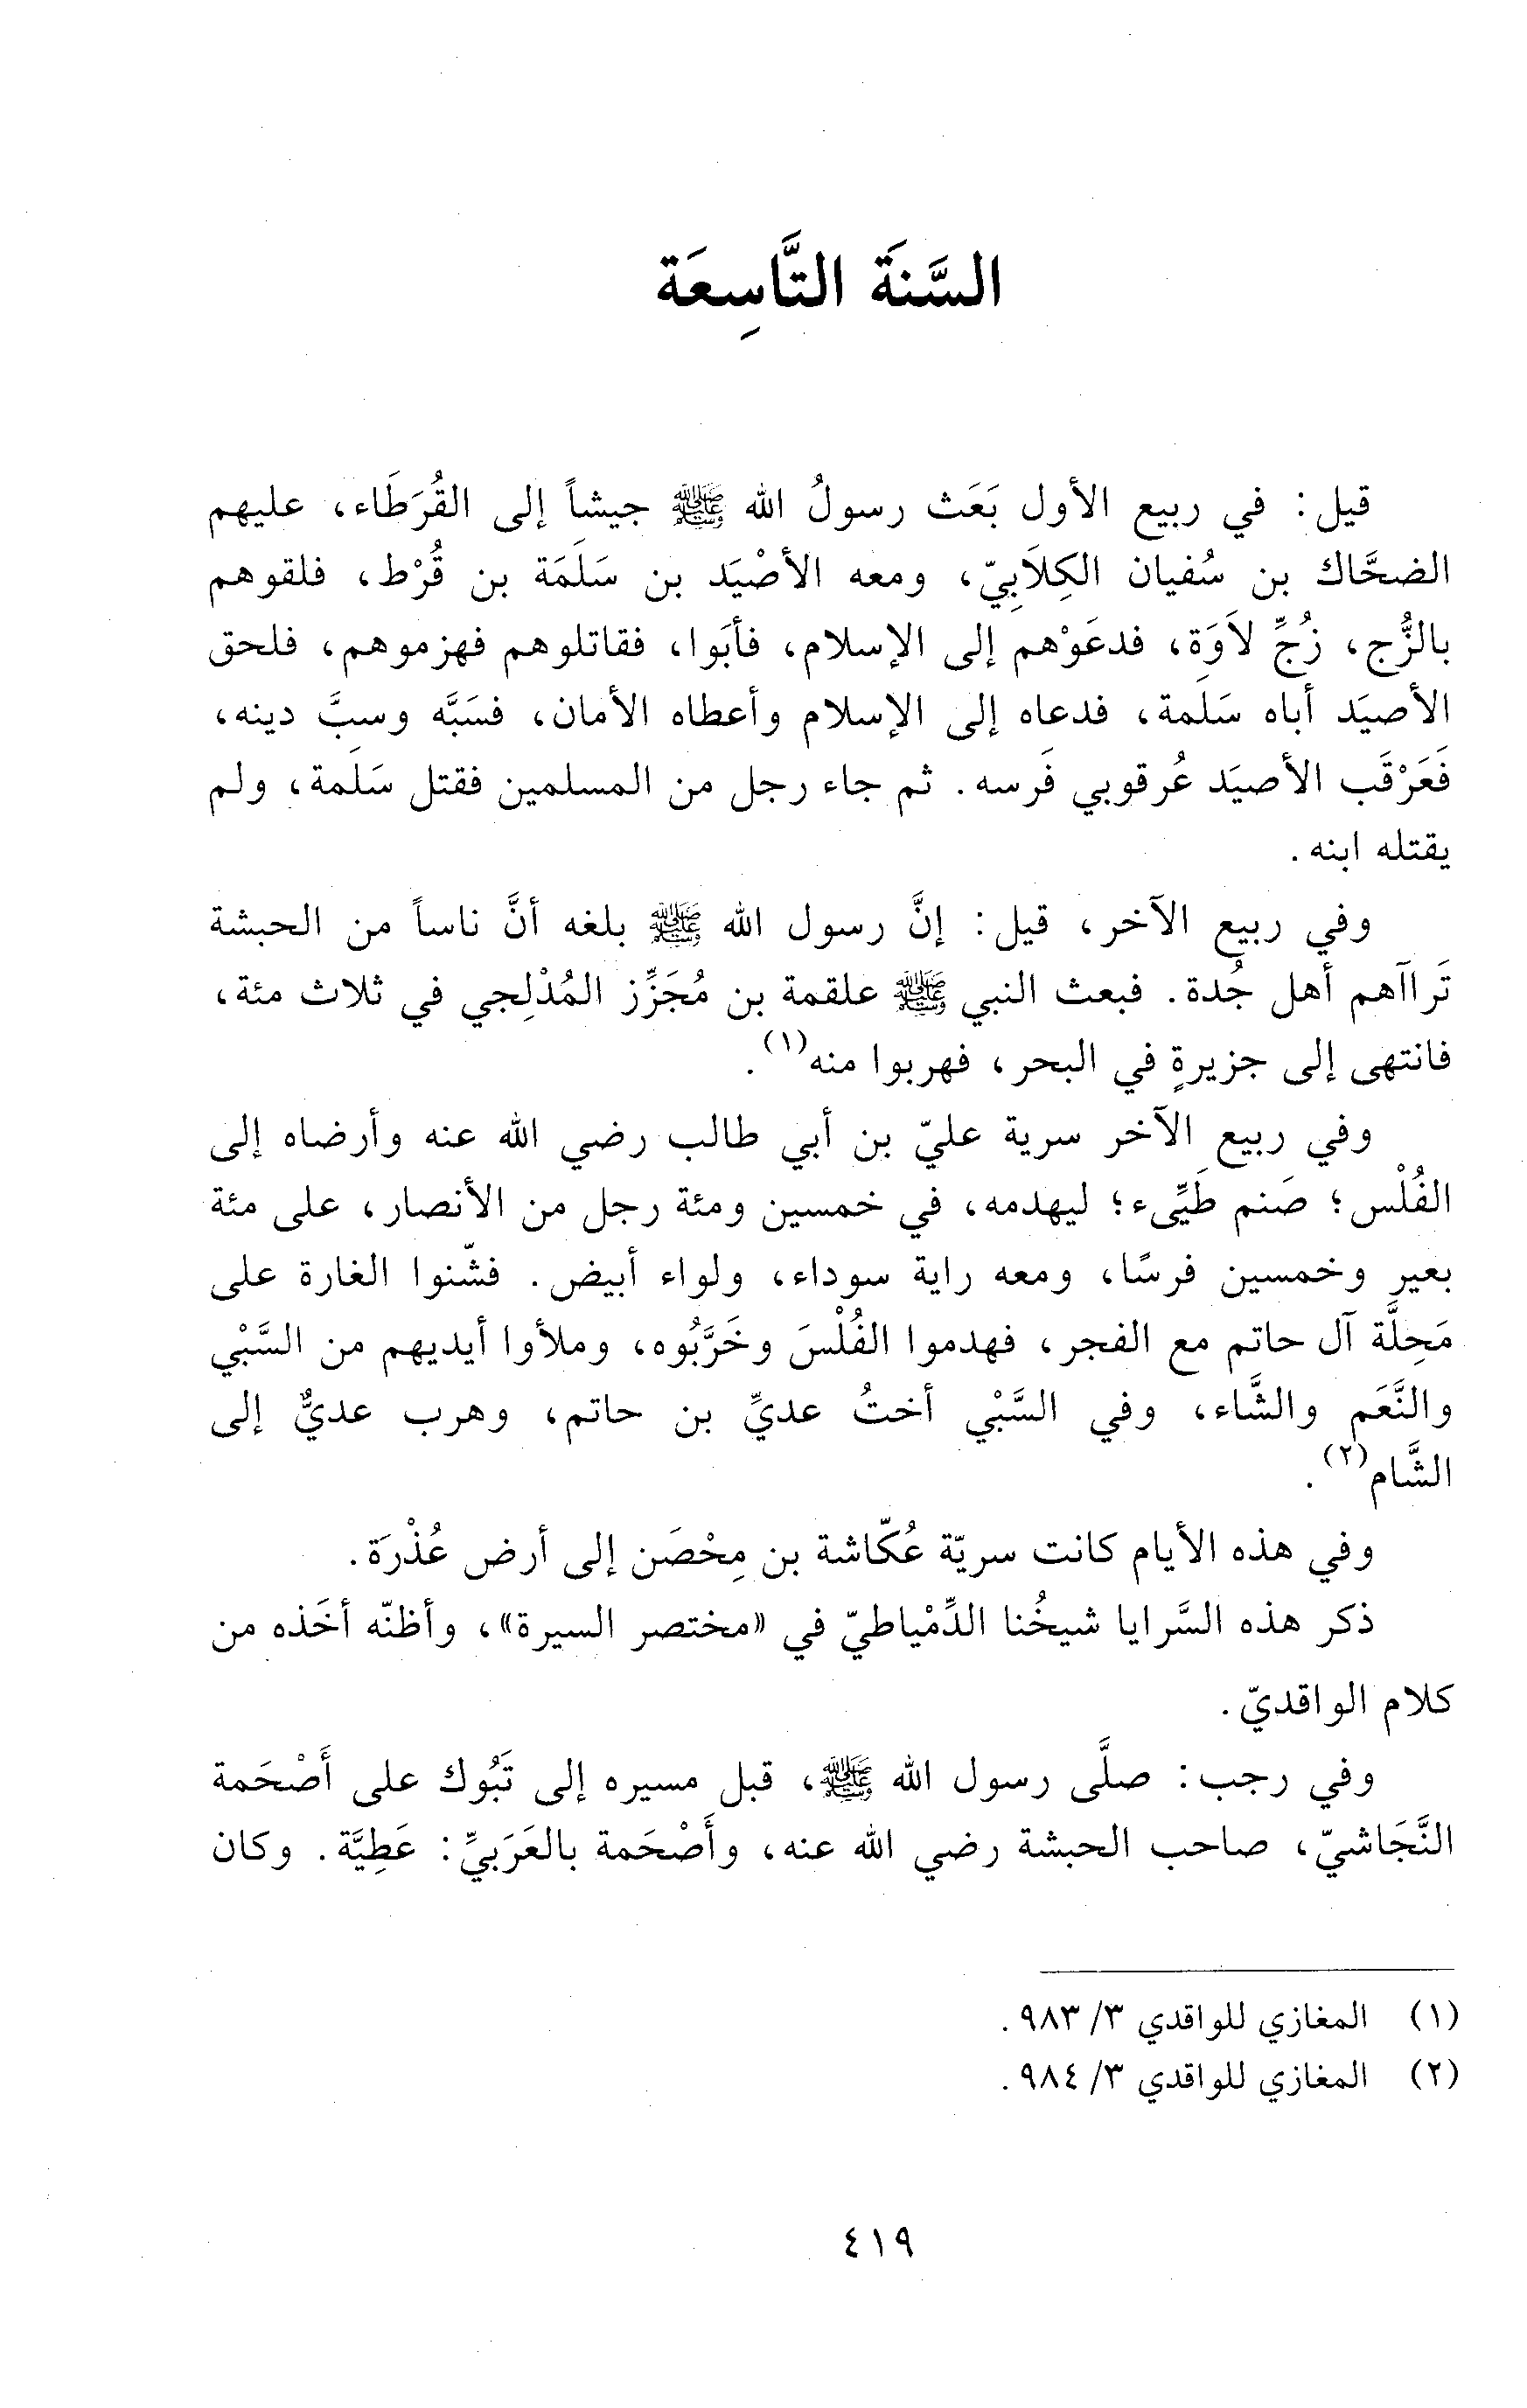 السَّنَةَ التَّاسِعَة
قيل: في ربيع الأول بَعَث رسولُ الله ﷺ جيشاً إلى القُرَطَاء، عليهم
الضحَّاك بن سُفيان الكِلاَبِيّ، ومعه الأصْيَد بن سَلَمَة بن قُرْط، فلقوهم
بالزُّج، زُجِّ لاَوَة، فدعَوْهم إلى الإسلام، فأبَوا، فقاتلوهم فهزموهم، فلحق
الأصيَد أباه سَلَمة، فدعاه إلى الإسلام وأعطاه الأمان، فسَبَّه وسبَّ دينه،
فَعَرْقَب الأصيَد عُرقوبي فَرسه. ثم جاء رجل من المسلمين فقتل سَلَمة، ولم
يقتله ابنه.
وفي ربيع الآخر، قيل: إنَّ رسول الله ﷺ بلغه أنَّ ناساً من الحبشة
تَراآهم أهل جُدة. فبعث النبي ﷺ علقمة بن مُجَزِّز المُدْلِجي في ثلاث مئة،
فانتهى إلى جزيرةٍ في البحر، فهربوا منه(١).
وفي ربيع الآخر سرية عليّ بن أبي طالب رضي الله عنه وأرضاه إلى
الفُلْس؛ صَنم طَيِّىء؛ ليهدمه، في خمسين ومئة رجل من الأنصار، على مئة
بعير وخمسين فرسًا، ومعه راية سوداء، ولواء أبيض. فشّنوا الغارة على
مَحِلَّة آل حاتم مع الفجر، فهدموا الفُلْسَ وخَرَّبُوه، وملأوا أيديهم من السَّبْي
والنَّعَم والشَّاء، وفي السَّبْي أختُ عديِّ بن حاتم، وهرب عديٌّ إلى
الشَّام(٢).
وفي هذه الأيام كانت سريّة عُكّاشة بن مِحْصَن إلى أرض عُذْرَة.
ذكر هذه السَّرايا شيخُنا الدِّمْياطيّ في «مختصر السيرة»، وأظنّه أخَذه من
كلام الواقديّ.
وفي رجب: صلَّى رسول الله ﷺ، قبل مسيره إلى تَبُوك على أَصْحَمة
النَّجَاشيّ، صاحب الحبشة رضي الله عنه، وأَصْحَمة بالعَرَبيِّ: عَطِيَّة. وكان
(١) المغازي للواقدي ٣/ ٩٨٣.
(٢) المغازي للواقدي ٣/ ٩٨٤.
٤١٩